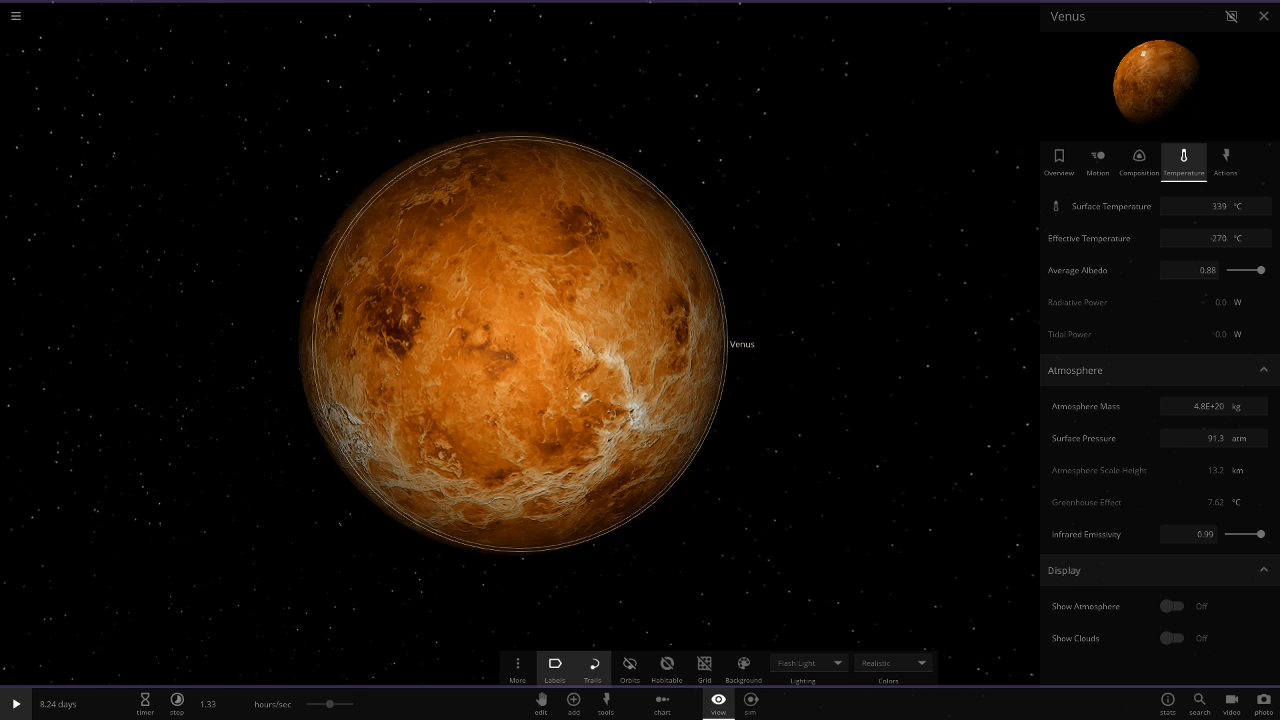 Venus
Overview Motion Composition Temperature Actions
Surface Temperature 339 °C
Effective Temperature -270 °C
Average Albedo 0.88
Radiative Power 0.0 W
Tidal Power -0.0 W
Venus
Atmosphere
Atmosphere Mass 4.8E+20 kg
Surface Pressure 91.3 atm
Atmosphere Scale Height 13.2 km
Greenhouse Effect 7.62 °C
Infrared Emissivity 0.99
Display
Show Atmosphere Off
Show Clouds Off
Flash Light Realistic
More Labels Trails Orbits Habitable Grid Background Lighting Colors
8.24 days timer step 1.33 hours/sec edit add tools chart view sim stats search video photo